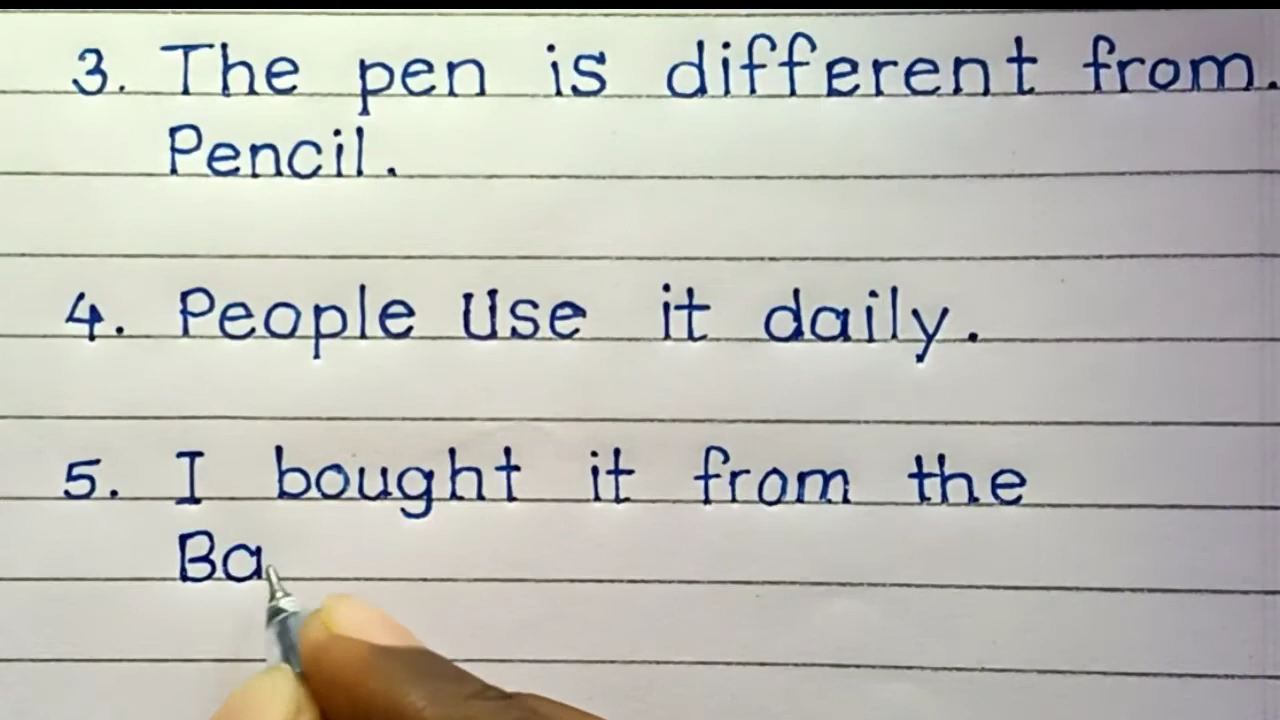 3. The pen is different from.
Pencil.
4. People Use it daily.
5. I bought it from the
Ba